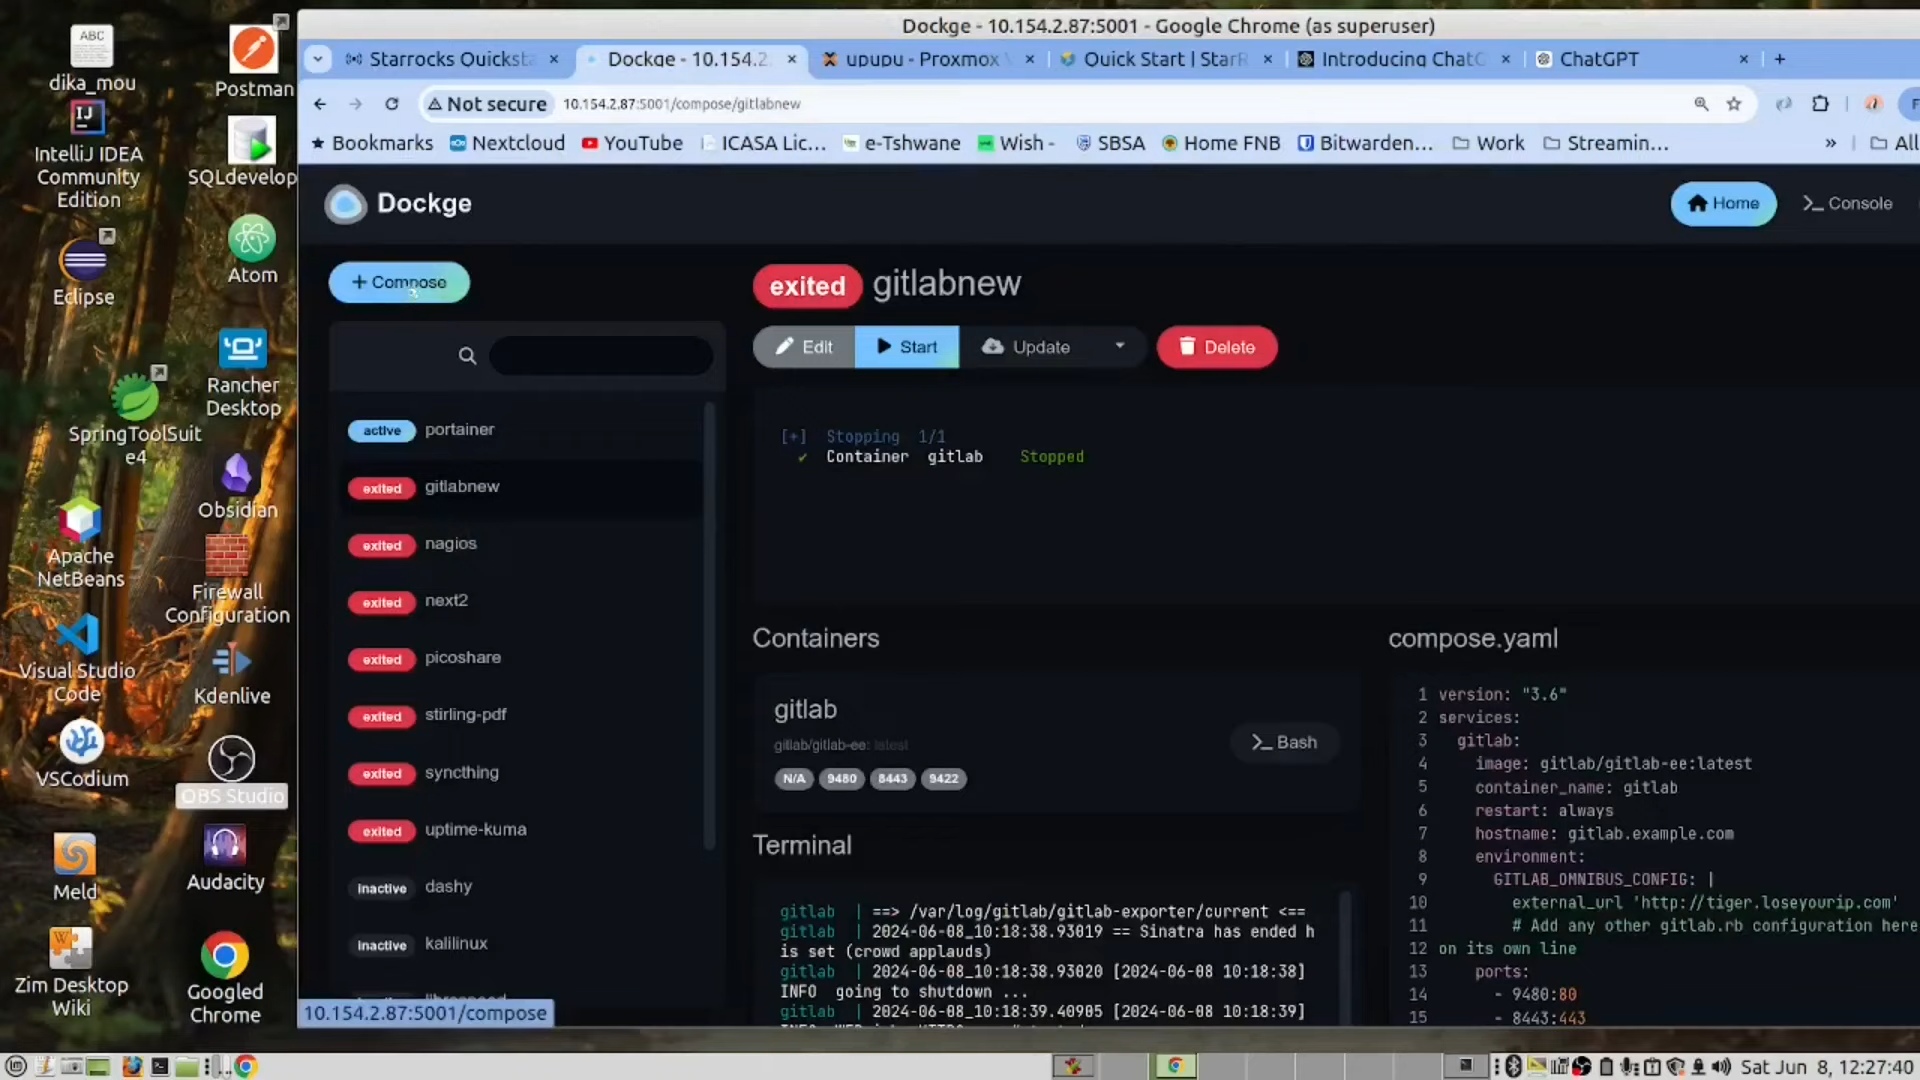 ABC
dika_mou
Postman
IJ
IntelliJ IDEA
Community
Edition
SQLdevelop
Eclipse
Atom
Rancher
Desktop
SpringToolSuit
e4
Obsidian
Apache
NetBeans
Firewall
Configuration
Visual Studio
Code
Kdenlive
VSCodium
OBS Studio
Meld
Audacity
W
Zim Desktop
Wiki
Googled
Chrome
Dockge - 10.154.2.87:5001 - Google Chrome (as superuser)
Starrocks Quicksta
Dockge - 10.154.2.
upupu - Proxmox V
Quick Start | StarR
Introducing ChatG
ChatGPT
Not secure
10.154.2.87:5001/compose/gitlabnew
F
Bookmarks
Nextcloud
YouTube
ICASA Lic...
e-Tshwane
Wish -
SBSA
Home FNB
Bitwarden...
Work
Streamin...
»
All
Dockge
Home
>_ Console
+ Compose
active portainer
exited gitlabnew
exited nagios
exited next2
exited picoshare
exited stirling-pdf
exited syncthing
exited uptime-kuma
inactive dashy
inactive kalilinux
10.154.2.87:5001/compose
exited gitlabnew
Edit
Start
Update
Delete
[+] Stopping 1/1
✔ Container gitlab Stopped
Containers
gitlab
gitlab/gitlab-ee: latest
>_ Bash
N/A 9480 8443 9422
Terminal
gitlab | ==> /var/log/gitlab/gitlab-exporter/current <==
gitlab | 2024-06-08_10:18:38.93019 == Sinatra has ended h
is set (crowd applauds)
gitlab | 2024-06-08_10:18:38.93020 [2024-06-08 10:18:38]
INFO going to shutdown ...
gitlab | 2024-06-08_10:18:39.40905 [2024-06-08 10:18:39]
compose.yaml
1 version: "3.6"
2 services:
3 gitlab:
4 image: gitlab/gitlab-ee:latest
5 container_name: gitlab
6 restart: always
7 hostname: gitlab.example.com
8 environment:
9 GITLAB_OMNIBUS_CONFIG: |
10 external_url 'http://tiger.loseyourip.com'
11 # Add any other gitlab.rb configuration here
12 on its own line
13 ports:
14 - 9480:80
15 - 8443:443
Sat Jun 8, 12:27:40